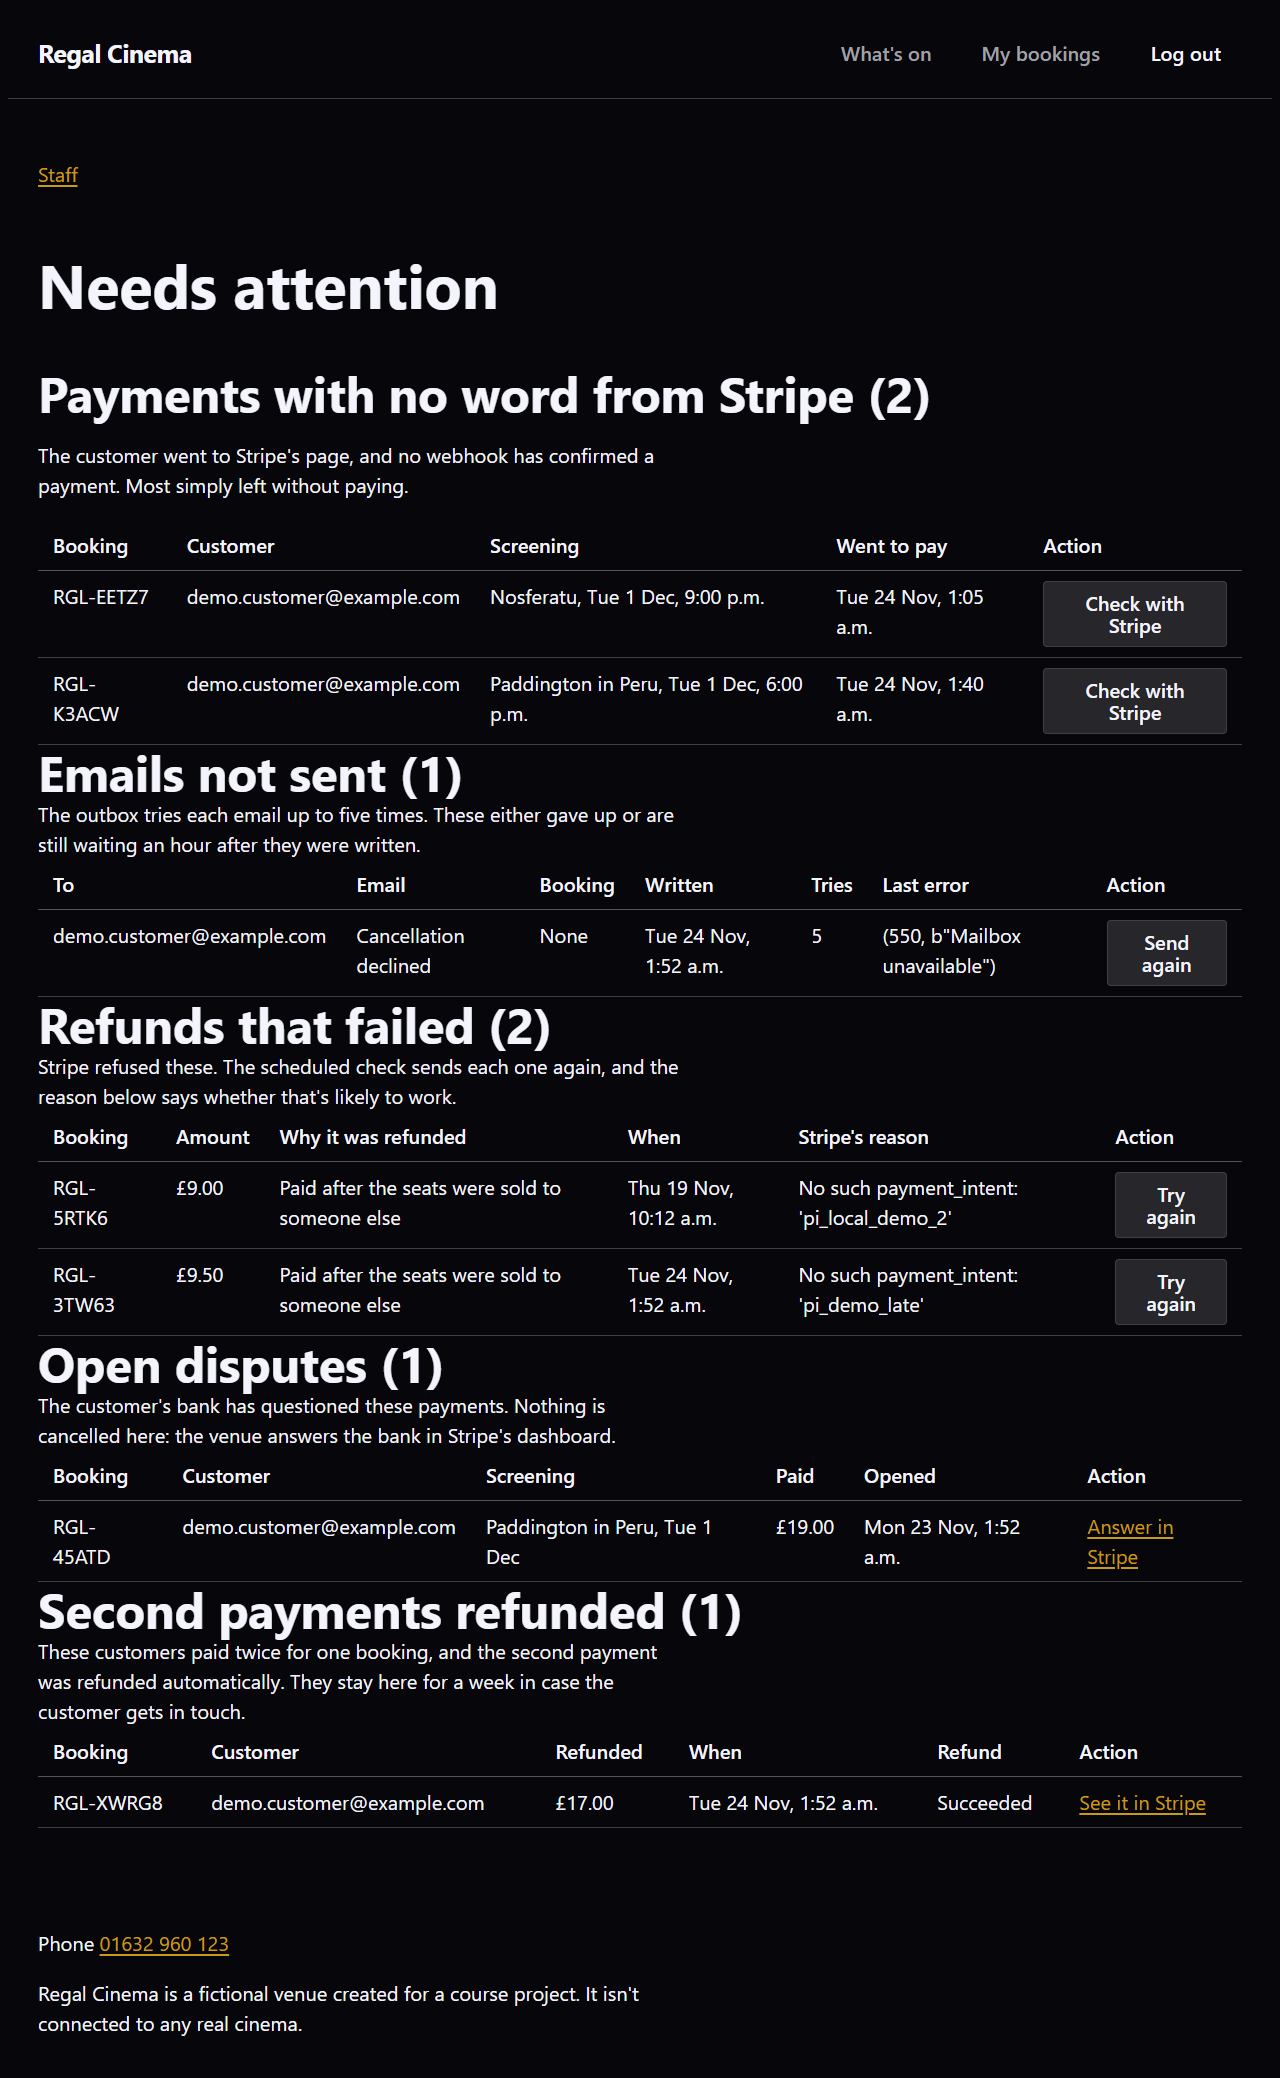 Regal Cinema
What's on
My bookings
Log out
Staff
Needs attention
Payments with no word from Stripe (2)
The customer went to Stripe's page, and no webhook has confirmed a
payment. Most simply left without paying.
Booking Customer Screening Went to pay Action
RGL-EETZ7 demo.customer@example.com Nosferatu, Tue 1 Dec, 9:00 p.m. Tue 24 Nov, 1:05
a.m.
Check with
Stripe
RGL-
K3ACW
demo.customer@example.com
Paddington in Peru, Tue 1 Dec, 6:00
p.m.
Tue 24 Nov, 1:40
a.m.
Check with
Stripe
Emails not sent (1)
The outbox tries each email up to five times. These either gave up or are
still waiting an hour after they were written.
To Email Booking Written Tries Last error Action
demo.customer@example.com
Cancellation
declined
None
Tue 24 Nov,
1:52 a.m.
5
(550, b"Mailbox
unavailable")
Send
again
Refunds that failed (2)
Stripe refused these. The scheduled check sends each one again, and the
reason below says whether that's likely to work.
Booking Amount Why it was refunded When Stripe's reason Action
RGL-
5RTK6
£9.00
Paid after the seats were sold to
someone else
Thu 19 Nov,
10:12 a.m.
No such payment_intent:
'pi_local_demo_2'
Try
again
RGL-
3TW63
£9.50
Paid after the seats were sold to
someone else
Tue 24 Nov,
1:52 a.m.
No such payment_intent:
'pi_demo_late'
Try
again
Open disputes (1)
The customer's bank has questioned these payments. Nothing is
cancelled here: the venue answers the bank in Stripe's dashboard.
Booking Customer Screening Paid Opened Action
RGL-
45ATD
demo.customer@example.com
Paddington in Peru, Tue 1
Dec
£19.00
Mon 23 Nov, 1:52
a.m.
Answer in
Stripe
Second payments refunded (1)
These customers paid twice for one booking, and the second payment
was refunded automatically. They stay here for a week in case the
customer gets in touch.
Booking Customer Refunded When Refund Action
RGL-XWRG8 demo.customer@example.com £17.00 Tue 24 Nov, 1:52 a.m. Succeeded See it in Stripe
Phone 01632 960 123
Regal Cinema is a fictional venue created for a course project. It isn't
connected to any real cinema.